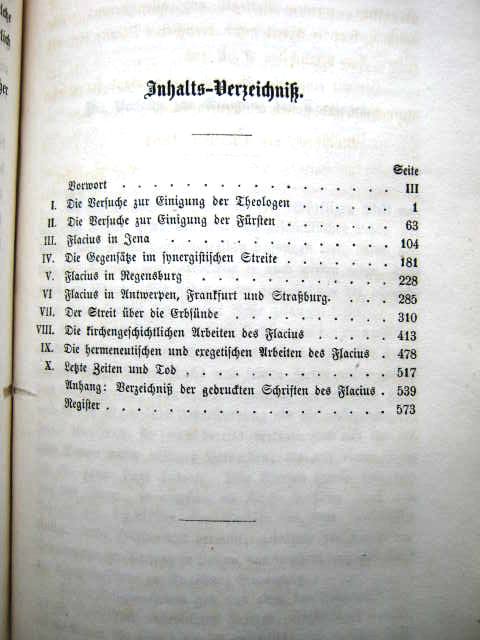 lche
lich
Inhalts-Verzeichniß.
Seite
Vorwort . . . . . . . . . . . . . . . . III
I. Die Versuche zur Einigung der Theologen . . . . . . 1
II. Die Versuche zur Einigung der Fürsten . . . . . . . 63
III. Flacius in Jena . . . . . . . . . . . . . 104
IV. Die Gegensätze im synergistischen Streite . . . . . . 181
V. Flacius in Regensburg . . . . . . . . . . . 228
VI Flacius in Antwerpen, Frankfurt und Straßburg. . . . 285
VII. Der Streit über die Erbsünde . . . . . . . . . 310
VIII. Die kirchengeschichtlichen Arbeiten des Flacius . . . . . 413
IX. Die hermeneutischen und exegetischen Arbeiten des Flacius . 478
X. Letzte Zeiten und Tod . . . . . . . . . . . . 517
Anhang: Verzeichniß der gedruckten Schriften des Flacius . 539
Register . . . . . . . . . . . . . . . . 573